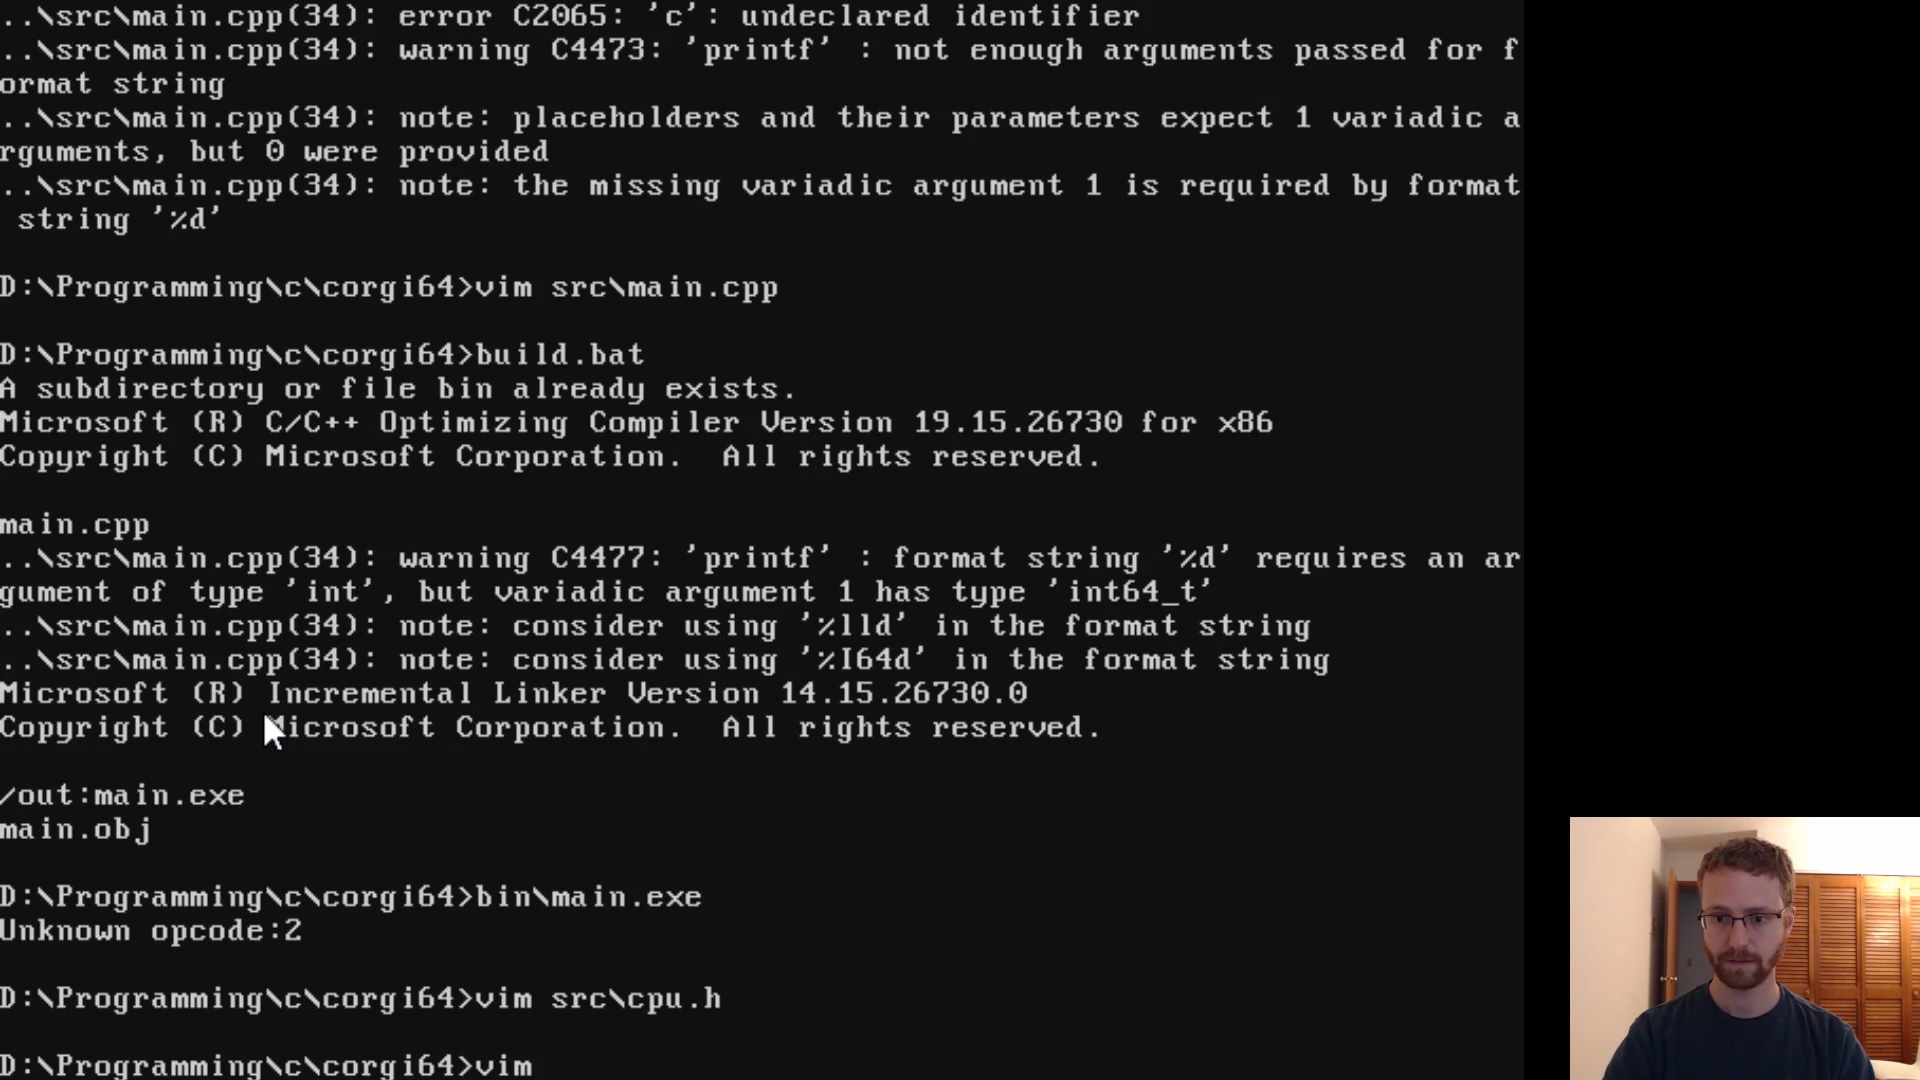 ..\src\main.cpp(34): error C2065: 'c': undeclared identifier
..\src\main.cpp(34): warning C4473: 'printf' : not enough arguments passed for f
ormat string
..\src\main.cpp(34): note: placeholders and their parameters expect 1 variadic a
rguments, but 0 were provided
..\src\main.cpp(34): note: the missing variadic argument 1 is required by format
 string '%d'
D:\Programming\c\corgi64>vim src\main.cpp
D:\Programming\c\corgi64>build.bat
A subdirectory or file bin already exists.
Microsoft (R) C/C++ Optimizing Compiler Version 19.15.26730 for x86
Copyright (C) Microsoft Corporation.  All rights reserved.
main.cpp
..\src\main.cpp(34): warning C4477: 'printf' : format string '%d' requires an ar
gument of type 'int', but variadic argument 1 has type 'int64_t'
..\src\main.cpp(34): note: consider using '%lld' in the format string
..\src\main.cpp(34): note: consider using '%I64d' in the format string
Microsoft (R) Incremental Linker Version 14.15.26730.0
Copyright (C) Microsoft Corporation.  All rights reserved.
/out:main.exe
main.obj
D:\Programming\c\corgi64>bin\main.exe
Unknown opcode:2
D:\Programming\c\corgi64>vim src\cpu.h
D:\Programming\c\corgi64>vim